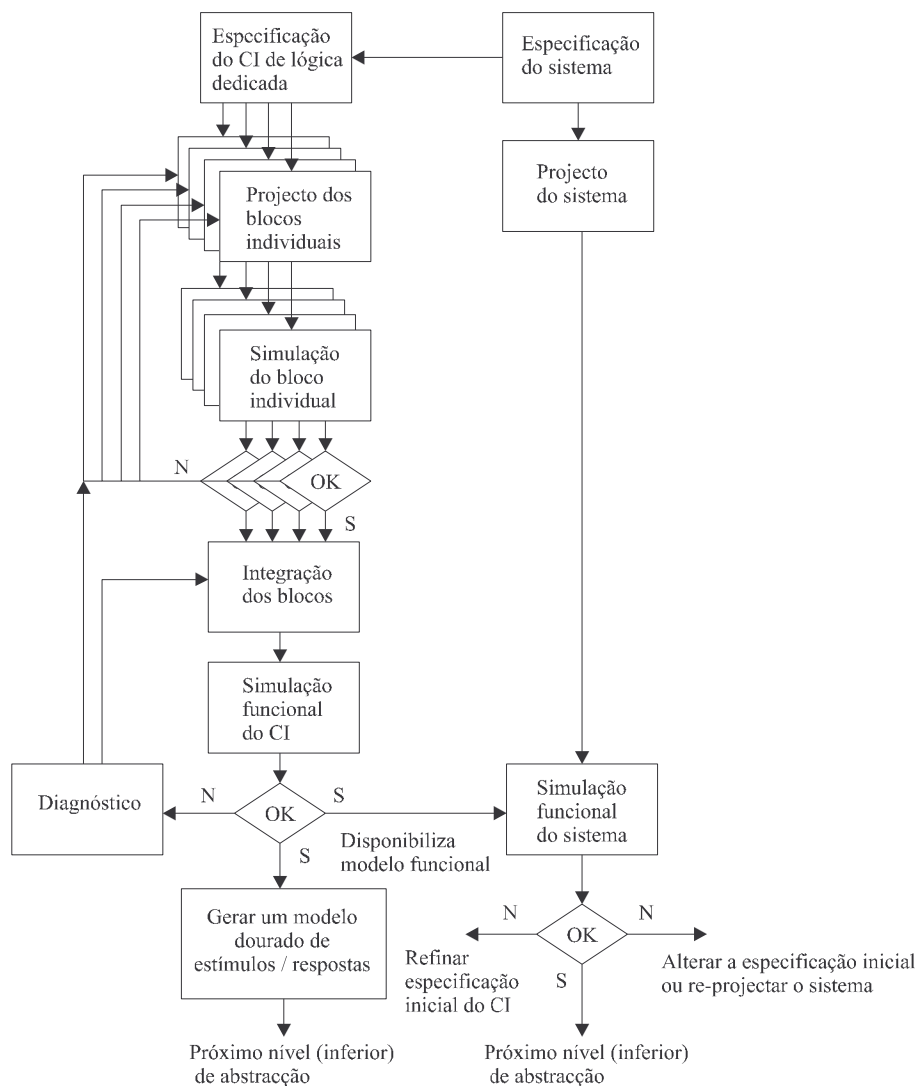 Especificação
do CI de lógica
dedicada
Especificação
do sistema
Projecto
do sistema
Projecto dos
blocos
individuais
Simulação
do bloco
individual
N
OK
S
Integração
dos blocos
Simulação
funcional
do CI
Diagnóstico
N
OK
S
S
Disponibiliza
modelo funcional
Simulação
funcional
do sistema
Gerar um modelo
dourado de
estímulos / respostas
N
OK
N
S
Refinar
especificação
inicial do CI
Alterar a especificação inicial
ou re-projectar o sistema
Próximo nível (inferior)
de abstracção
Próximo nível (inferior)
de abstracção